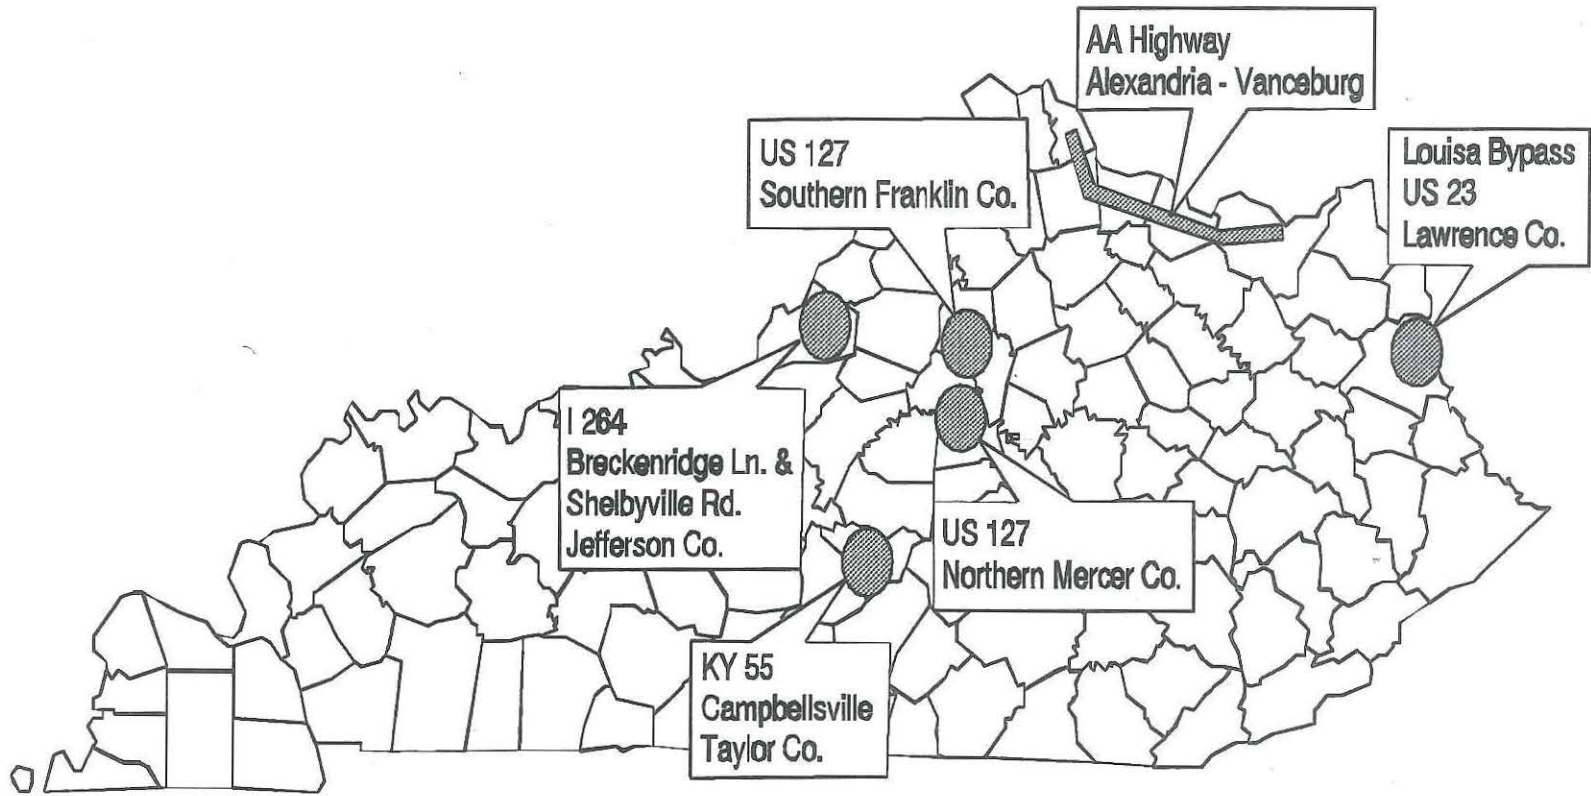 AA Highway
Alexandria - Vanceburg
US 127
Southern Franklin Co.
Louisa Bypass
US 23
Lawrence Co.
I 264
Breckenridge Ln. &
Shelbyville Rd.
Jefferson Co.
US 127
Northern Mercer Co.
KY 55
Campbellsville
Taylor Co.